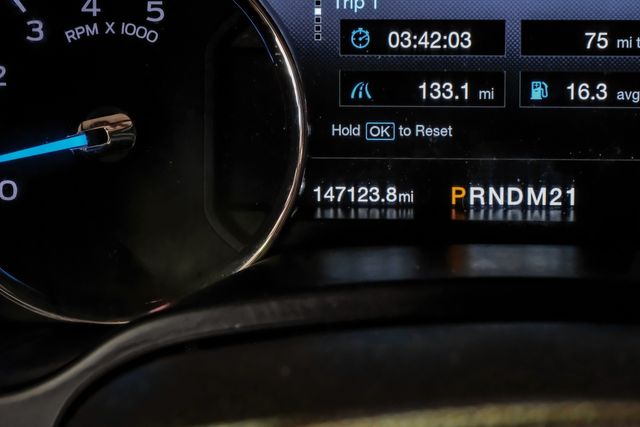 Trip 1
3 4 5
RPM X 1000
03:42:03
75 mi t
2
133.1 mi
16.3 avg
Hold OK to Reset
0
147123.8mi
PRNDM21